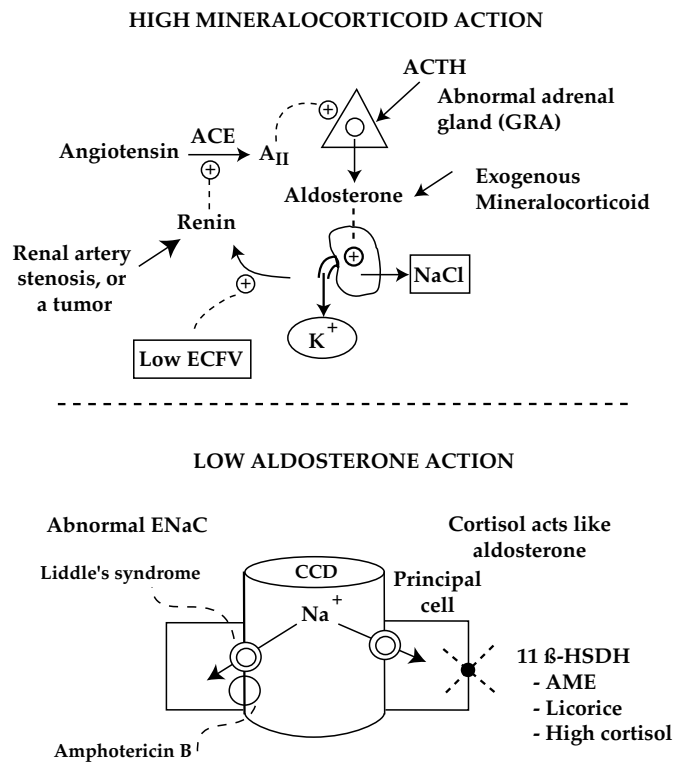 HIGH MINERALOCORTICOID ACTION
ACTH
Abnormal adrenal
gland (GRA)
ACE
Angiotensin
AII
+
+
Aldosterone
Exogenous
Mineralocorticoid
Renin
Renal artery
stenosis, or
a tumor
+
NaCl
+
K+
Low ECFV
LOW ALDOSTERONE ACTION
Abnormal ENaC
Cortisol acts like
aldosterone
Liddle's syndrome
CCD
Principal
cell
Na+
11 ß-HSDH
- AME
- Licorice
- High cortisol
Amphotericin B